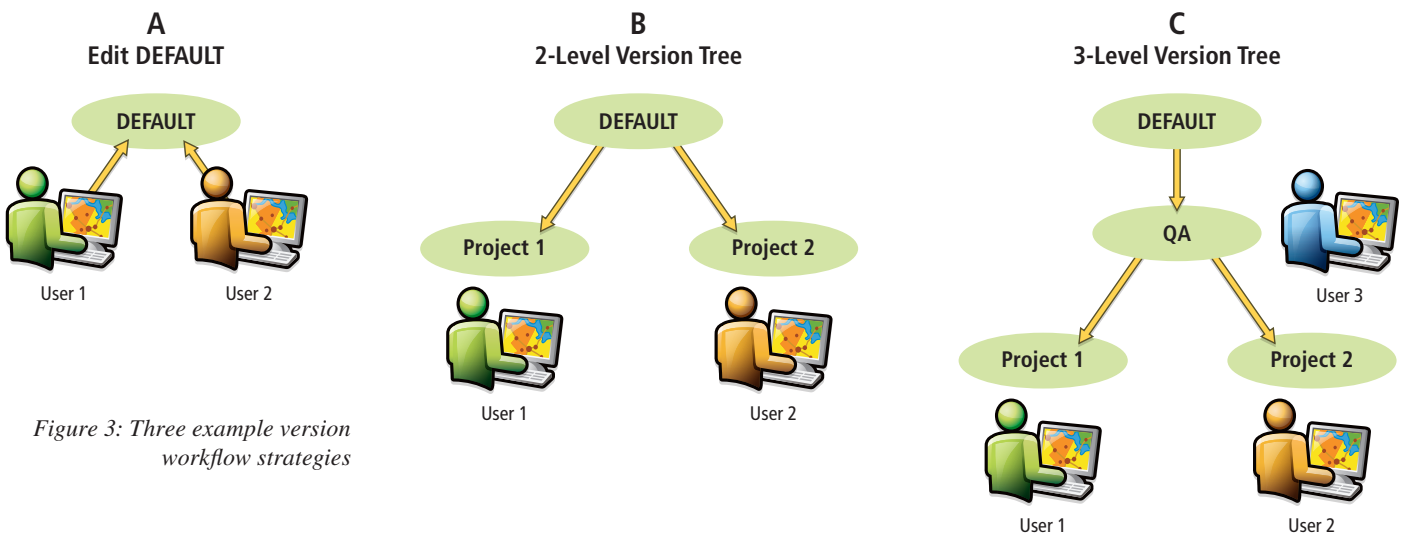 A
Edit DEFAULT
DEFAULT
User 1
User 2
Figure 3: Three example version
workflow strategies
B
2-Level Version Tree
DEFAULT
Project 1
Project 2
User 1
User 2
C
3-Level Version Tree
DEFAULT
QA
User 3
Project 1
Project 2
User 1
User 2